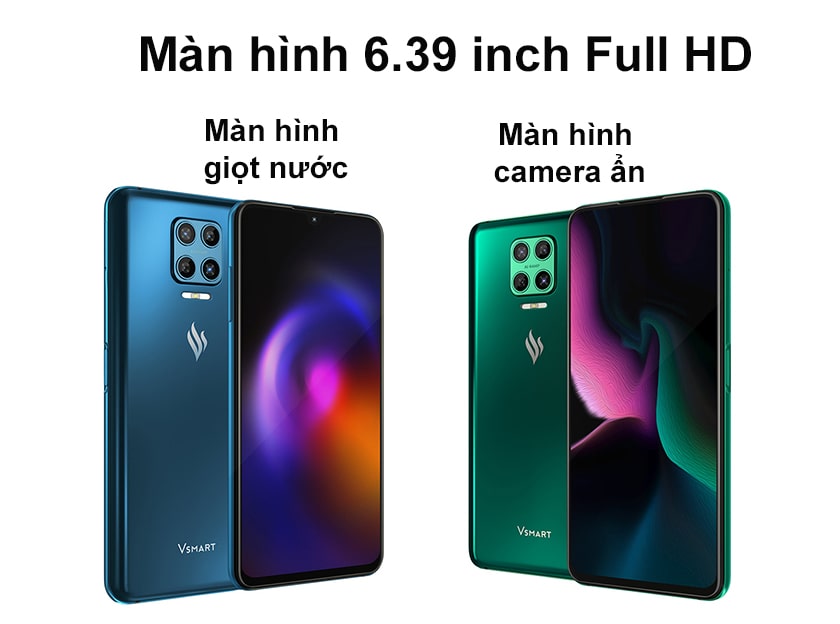 Màn hình 6.39 inch Full HD
Màn hình
giọt nước
Màn hình
camera ẩn
VSMART
VSMART